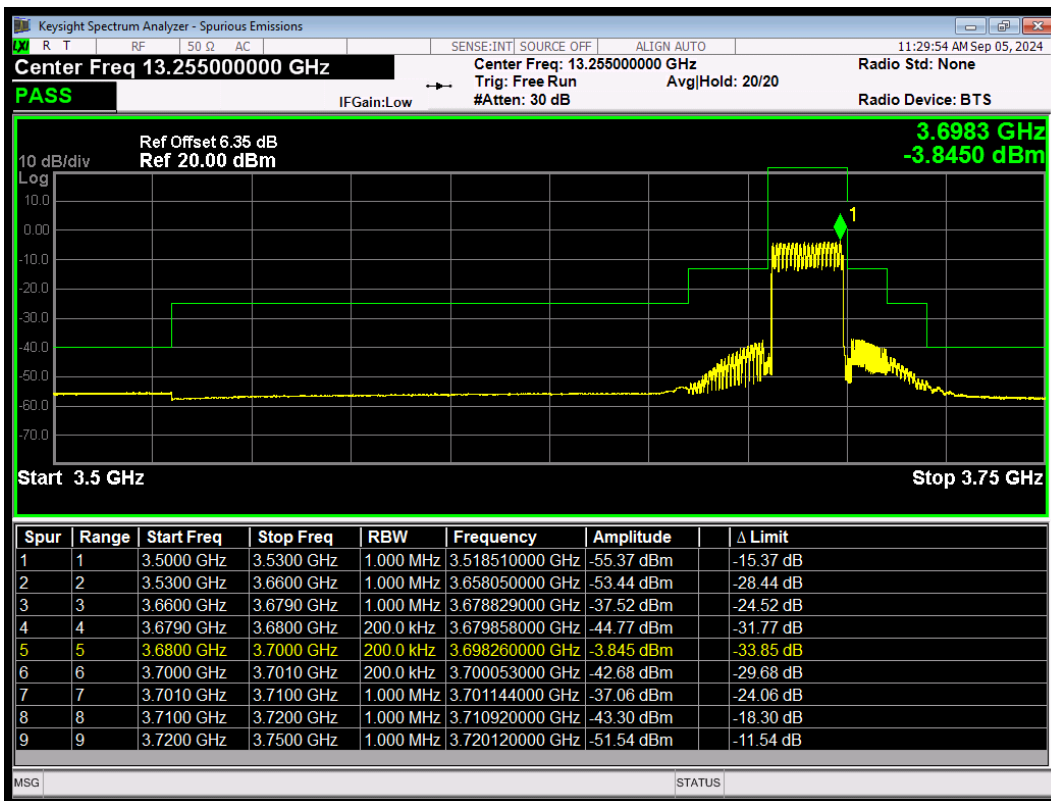 Keysight Spectrum Analyzer - Spurious Emissions
LXI R T RF 50 Ω AC SENSE:INT SOURCE OFF ALIGN AUTO 11:29:54 AM Sep 05, 2024
Center Freq 13.255000000 GHz Center Freq: 13.255000000 GHz Radio Std: None
Trig: Free Run Avg|Hold: 20/20
PASS IFGain:Low #Atten: 30 dB Radio Device: BTS
3.6983 GHz
Ref Offset 6.35 dB
-3.8450 dBm
10 dB/div Ref 20.00 dBm
Log
10.0
1
0.00
-10.0
-20.0
-30.0
-40.0
-50.0
-60.0
-70.0
Start 3.5 GHz Stop 3.75 GHz
Spur Range Start Freq Stop Freq RBW Frequency Amplitude Δ Limit
1 1 3.5000 GHz 3.5300 GHz 1.000 MHz 3.518510000 GHz -55.37 dBm -15.37 dB
2 2 3.5300 GHz 3.6600 GHz 1.000 MHz 3.658050000 GHz -53.44 dBm -28.44 dB
3 3 3.6600 GHz 3.6790 GHz 1.000 MHz 3.678829000 GHz -37.52 dBm -24.52 dB
4 4 3.6790 GHz 3.6800 GHz 200.0 kHz 3.679858000 GHz -44.77 dBm -31.77 dB
5 5 3.6800 GHz 3.7000 GHz 200.0 kHz 3.698260000 GHz -3.845 dBm -33.85 dB
6 6 3.7000 GHz 3.7010 GHz 200.0 kHz 3.700053000 GHz -42.68 dBm -29.68 dB
7 7 3.7010 GHz 3.7100 GHz 1.000 MHz 3.701144000 GHz -37.06 dBm -24.06 dB
8 8 3.7100 GHz 3.7200 GHz 1.000 MHz 3.710920000 GHz -43.30 dBm -18.30 dB
9 9 3.7200 GHz 3.7500 GHz 1.000 MHz 3.720120000 GHz -51.54 dBm -11.54 dB
MSG STATUS